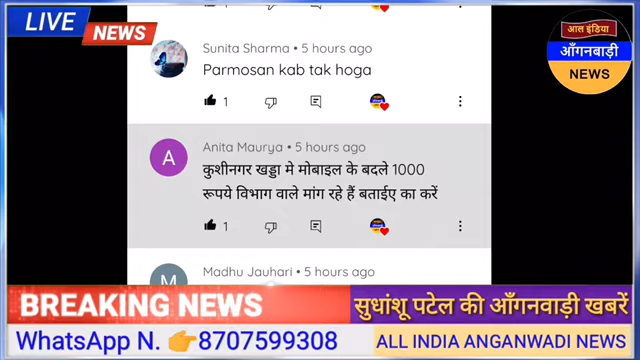 LIVE
NEWS
आल इंडिया
आँगनबाड़ी
NEWS
Sunita Sharma • 5 hours ago
Parmosan kab tak hoga
1
A
Anita Maurya • 5 hours ago
कुशीनगर खड्डा मे मोबाइल के बदले 1000
रूपये विभाग वाले मांग रहे हैं बताईए का करें
1
M
Madhu Jauhari • 5 hours ago
BREAKING NEWS
सुधांशू पटेल की आँगनवाड़ी खबरें
WhatsApp N. 👉8707599308
ALL INDIA ANGANWADI NEWS